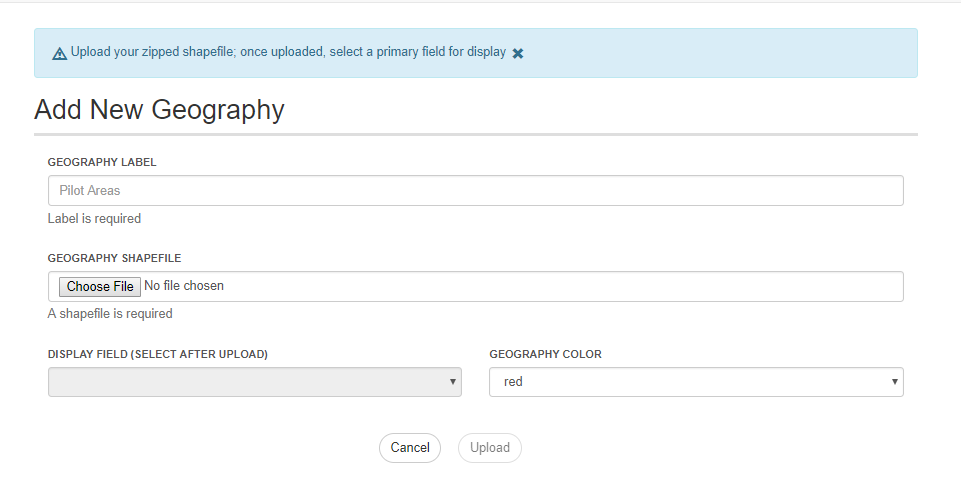 Upload your zipped shapefile; once uploaded, select a primary field for display
Add New Geography
GEOGRAPHY LABEL
Pilot Areas
Label is required
GEOGRAPHY SHAPEFILE
Choose File No file chosen
A shapefile is required
DISPLAY FIELD (SELECT AFTER UPLOAD) GEOGRAPHY COLOR
red
Cancel Upload